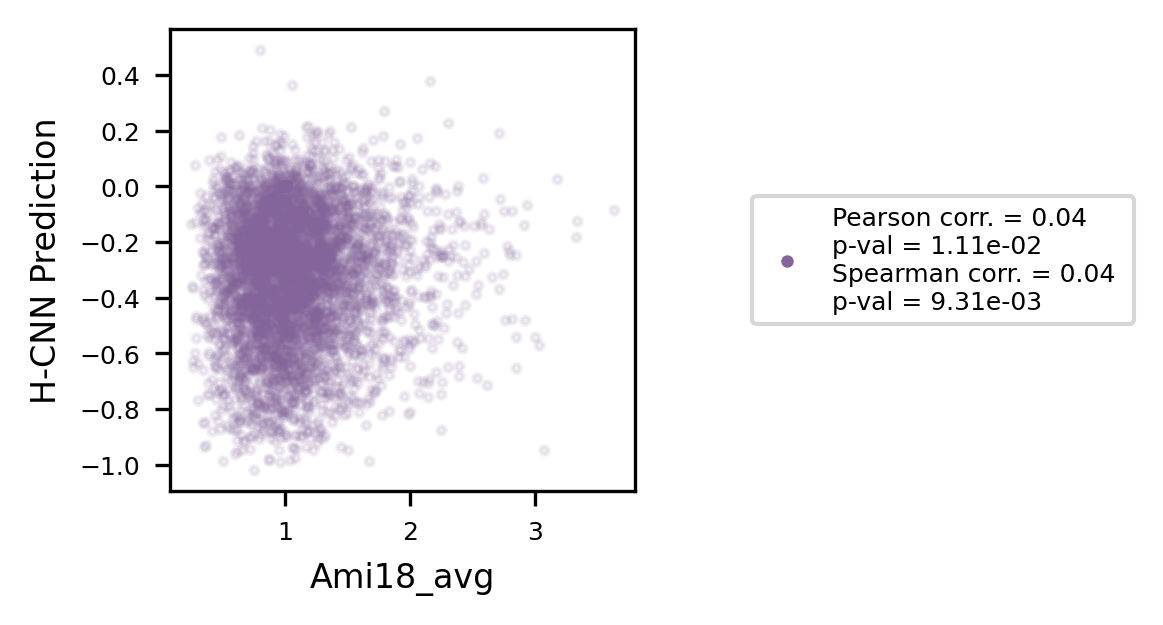 H-CNN Prediction
0.4
0.2
0.0
−0.2
−0.4
−0.6
−0.8
−1.0
1 2 3
Ami18_avg
Pearson corr. = 0.04
p-val = 1.11e-02
Spearman corr. = 0.04
p-val = 9.31e-03